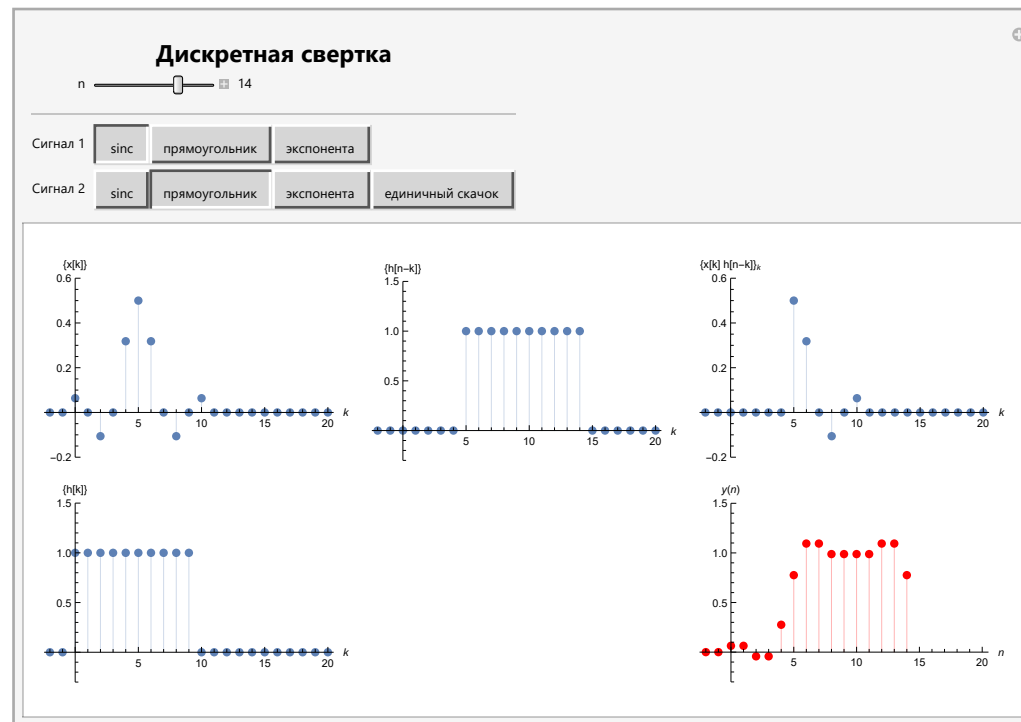 Дискретная свертка
n 14
Сигнал 1 sinc прямоугольник экспонента
Сигнал 2 sinc прямоугольник экспонента единичный скачок
{x[k]}
0.6
0.4
0.2
−0.2
5 10 15 20 k
{h[n−k]}
1.5
1.0
0.5
5 10 15 20 k
{x[k] h[n−k]}k
0.6
0.4
0.2
−0.2
5 10 15 20 k
{h[k]}
1.5
1.0
0.5
5 10 15 20 k
y(n)
1.5
1.0
0.5
5 10 15 20 n